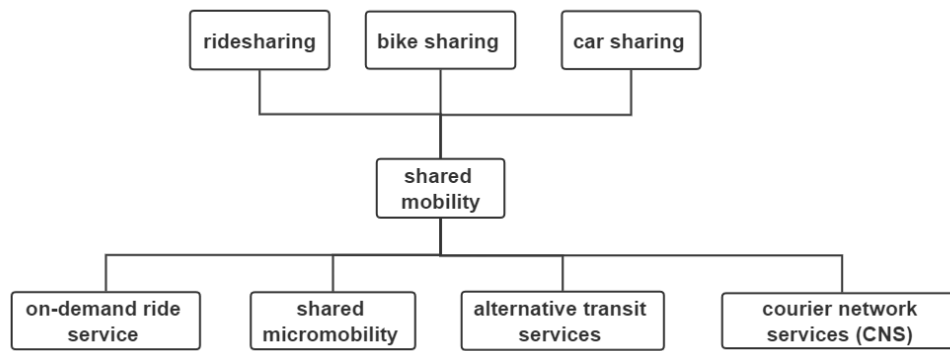 ridesharing
bike sharing
car sharing
shared
mobility
on-demand ride
service
shared
micromobility
alternative transit
services
courier network
services (CNS)